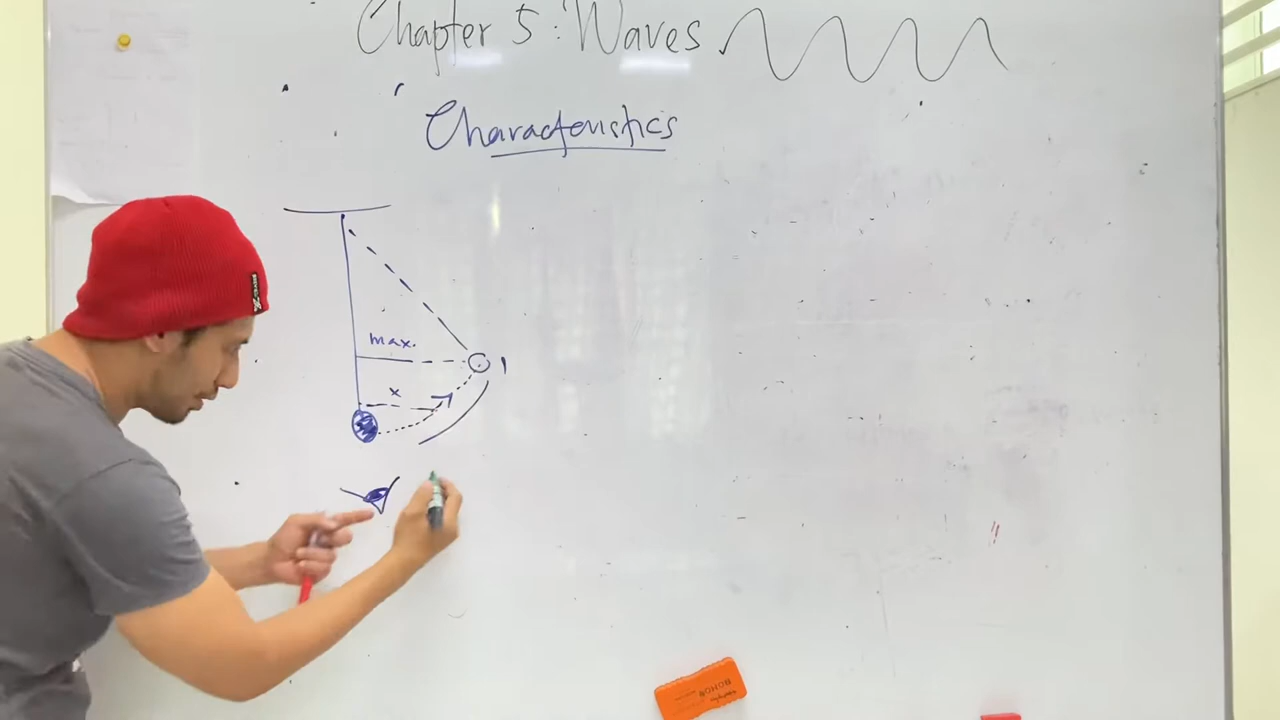 Chapter 5 : Waves
Characteristics
max.
x